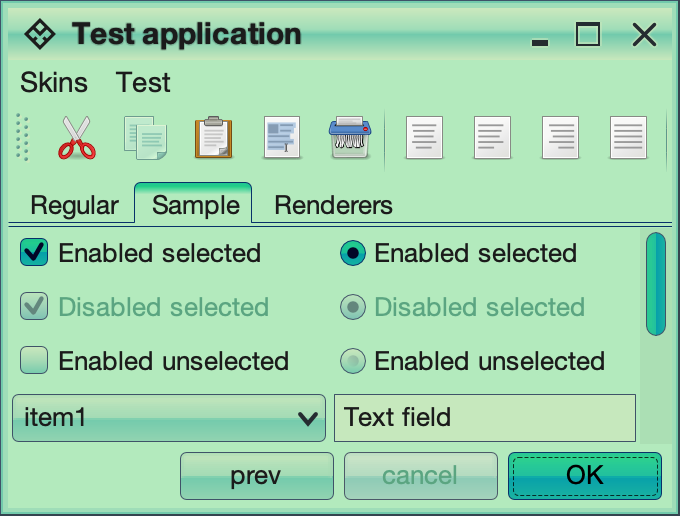 Test application
Skins Test
Regular Sample Renderers
Enabled selected Enabled selected
Disabled selected Disabled selected
Enabled unselected Enabled unselected
item1 Text field
prev cancel OK